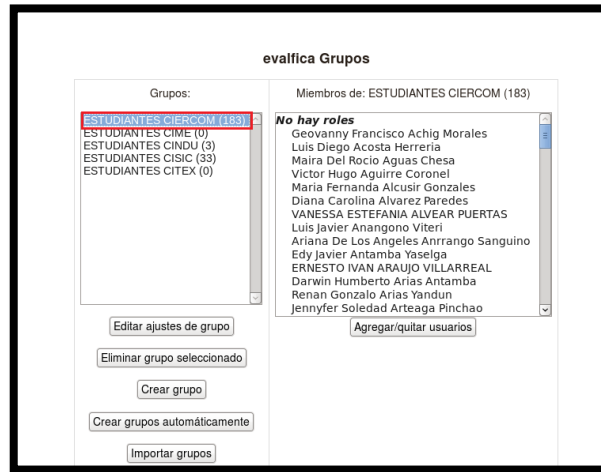 evalfica Grupos
Grupos:
ESTUDIANTES CIERCOM (183)
ESTUDIANTES CIME (0)
ESTUDIANTES CINDU (3)
ESTUDIANTES CISIC (33)
ESTUDIANTES CITEX (0)
Editar ajustes de grupo
Eliminar grupo seleccionado
Crear grupo
Crear grupos automáticamente
Importar grupos
Miembros de: ESTUDIANTES CIERCOM (183)
No hay roles
Geovanny Francisco Achig Morales
Luis Diego Acosta Herreria
Maira Del Rocio Aguas Chesa
Victor Hugo Aguirre Coronel
Maria Fernanda Alcusir Gonzales
Diana Carolina Alvarez Paredes
VANESSA ESTEFANIA ALVEAR PUERTAS
Luis Javier Anangono Viteri
Ariana De Los Angeles Anrrango Sanguino
Edy Javier Antamba Yaselga
ERNESTO IVAN ARAUJO VILLARREAL
Darwin Humberto Arias Antamba
Renan Gonzalo Arias Yandun
Jennyfer Soledad Arteaga Pinchao
Agregar/quitar usuarios